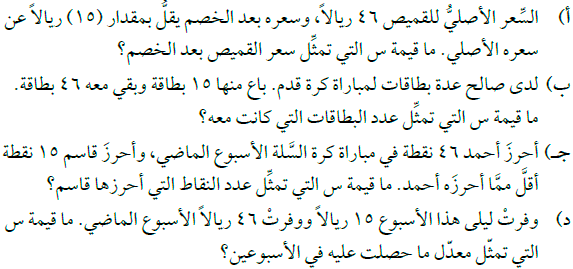 أ) السِّعر الأصليُّ للقميص ٤٦ ريالاً، وسعره بعد الخصم يقلُّ بمقدار (١٥) ريالاً عن
سعره الأصلي. ما قيمة س التي تمثِّل سعر القميص بعد الخصم؟
ب) لدى صالح عدة بطاقات لمباراة كرة قدم. باع منها ١٥ بطاقة وبقي معه ٤٦ بطاقة.
ما قيمة س التي تمثِّل عدد البطاقات التي كانت معه؟
جـ) أحرزَ أحمد ٤٦ نقطة في مباراة كرة السَّلة الأسبوع الماضي، وأحرزَ قاسم ١٥ نقطة
أقلَّ ممَّا أحرزَه أحمد. ما قيمة س التي تمثِّل عدد النقاط التي أحرزها قاسم؟
د) وفرتْ ليلى هذا الأسبوع ١٥ ريالاً ووفرتْ ٤٦ ريالاً الأسبوع الماضي. ما قيمة س
التي تمثّل معدّل ما حصلت عليه في الأسبوعين؟